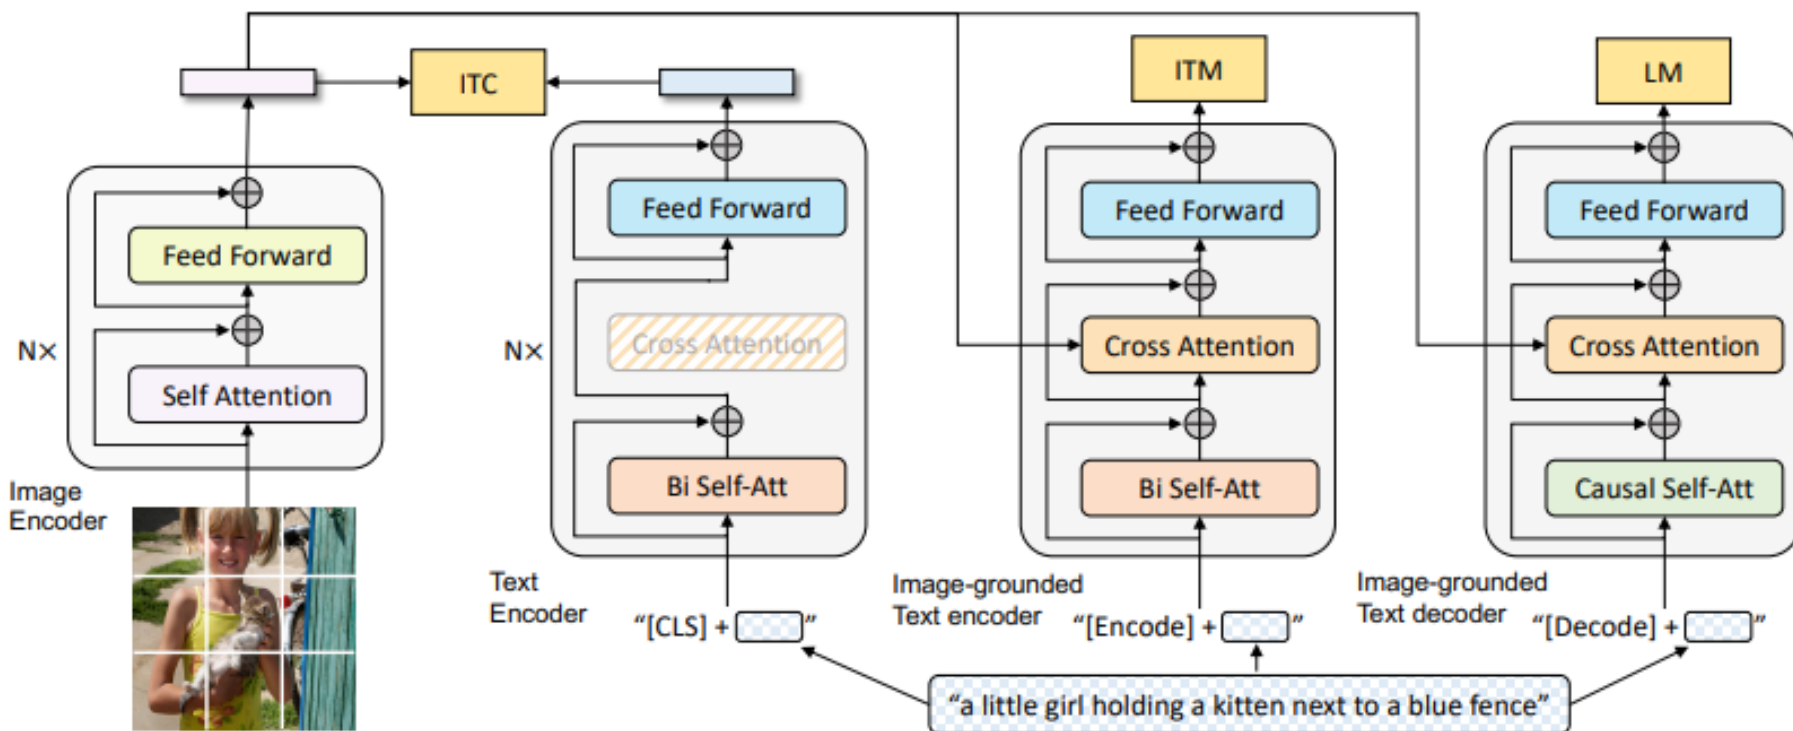 ITC
ITM
LM
Feed Forward
Self Attention
N×
Image
Encoder
Feed Forward
Cross Attention
Bi Self-Att
N×
Text
Encoder
“[CLS] + ”
Feed Forward
Cross Attention
Bi Self-Att
Image-grounded
Text encoder
“[Encode] + ”
Feed Forward
Cross Attention
Causal Self-Att
Image-grounded
Text decoder
“[Decode] + ”
“a little girl holding a kitten next to a blue fence”